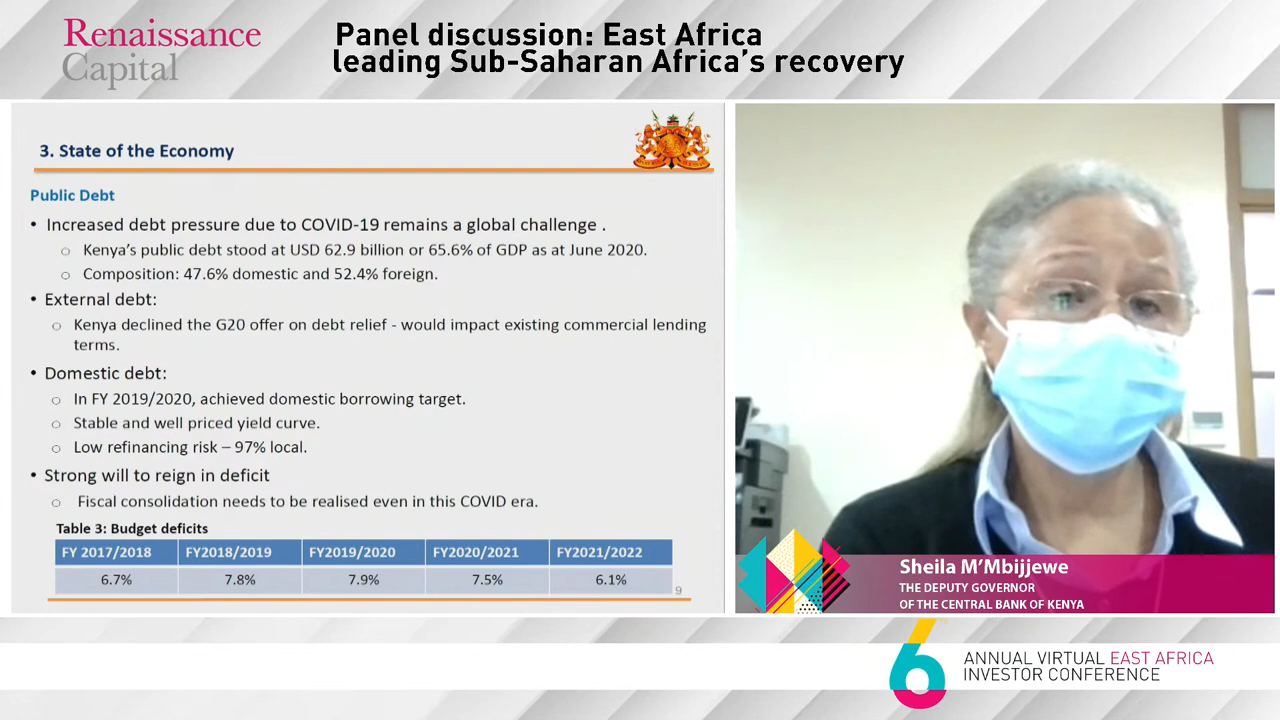 Renaissance
Capital
Panel discussion: East Africa
leading Sub-Saharan Africa's recovery
3. State of the Economy
Public Debt
• Increased debt pressure due to COVID-19 remains a global challenge .
○ Kenya's public debt stood at USD 62.9 billion or 65.6% of GDP as at June 2020.
○ Composition: 47.6% domestic and 52.4% foreign.
• External debt:
○ Kenya declined the G20 offer on debt relief - would impact existing commercial lending
terms.
• Domestic debt:
○ In FY 2019/2020, achieved domestic borrowing target.
○ Stable and well priced yield curve.
○ Low refinancing risk – 97% local.
• Strong will to reign in deficit
○ Fiscal consolidation needs to be realised even in this COVID era.
Table 3: Budget deficits
FY 2017/2018 FY2018/2019 FY2019/2020 FY2020/2021 FY2021/2022
6.7% 7.8% 7.9% 7.5% 6.1%
9
Sheila M'Mbijjewe
THE DEPUTY GOVERNOR
OF THE CENTRAL BANK OF KENYA
6
ANNUAL VIRTUAL EAST AFRICA
INVESTOR CONFERENCE